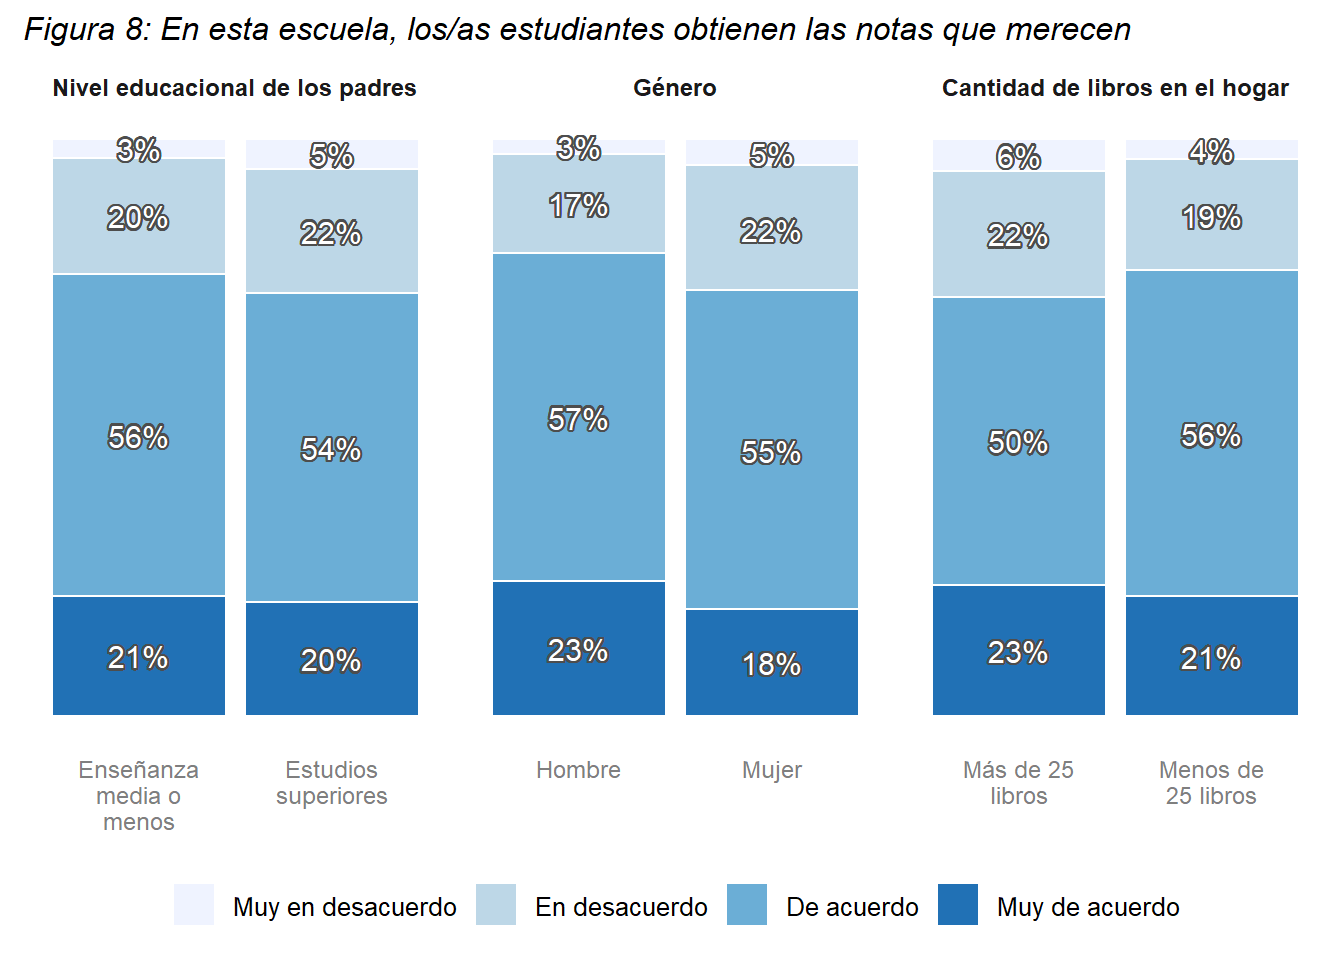 Figura 8: En esta escuela, los/as estudiantes obtienen las notas que merecen
Nivel educacional de los padres
Género
Cantidad de libros en el hogar
3%
5%
3%
5%
6%
4%
20%
22%
17%
22%
22%
19%
56%
54%
57%
55%
50%
56%
21%
20%
23%
18%
23%
21%
Enseñanza
media o
menos
Estudios
superiores
Hombre
Mujer
Más de 25
libros
Menos de
25 libros
Muy en desacuerdo
En desacuerdo
De acuerdo
Muy de acuerdo